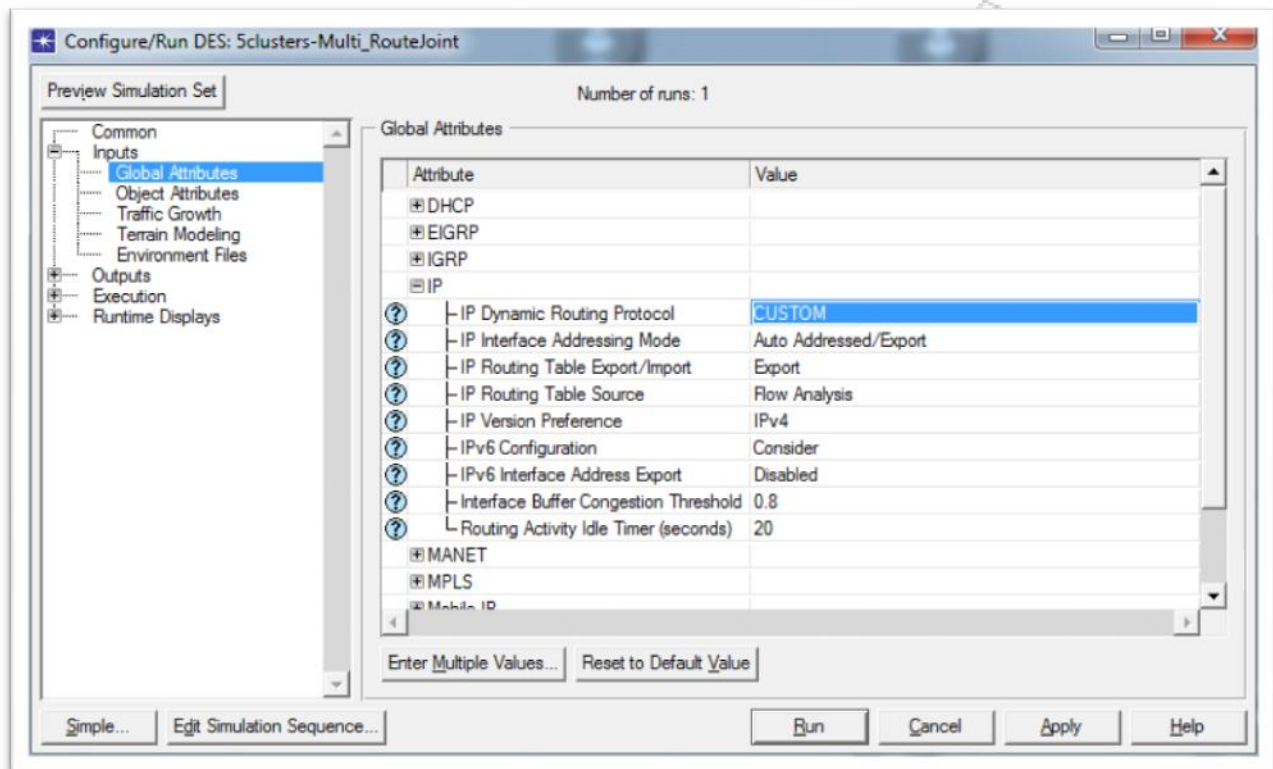 Configure/Run DES: 5clusters-Multi_RouteJoint
Preview Simulation Set
Number of runs: 1
Common
Inputs
Global Attributes
Object Attributes
Traffic Growth
Terrain Modeling
Environment Files
Outputs
Execution
Runtime Displays
Global Attributes
Attribute Value
DHCP
EIGRP
IGRP
IP
IP Dynamic Routing Protocol CUSTOM
IP Interface Addressing Mode Auto Addressed/Export
IP Routing Table Export/Import Export
IP Routing Table Source Flow Analysis
IP Version Preference IPv4
IPv6 Configuration Consider
IPv6 Interface Address Export Disabled
Interface Buffer Congestion Threshold 0.8
Routing Activity Idle Timer (seconds) 20
MANET
MPLS
Mobile IP
Enter Multiple Values... Reset to Default Value
Simple... Edit Simulation Sequence... Run Cancel Apply Help